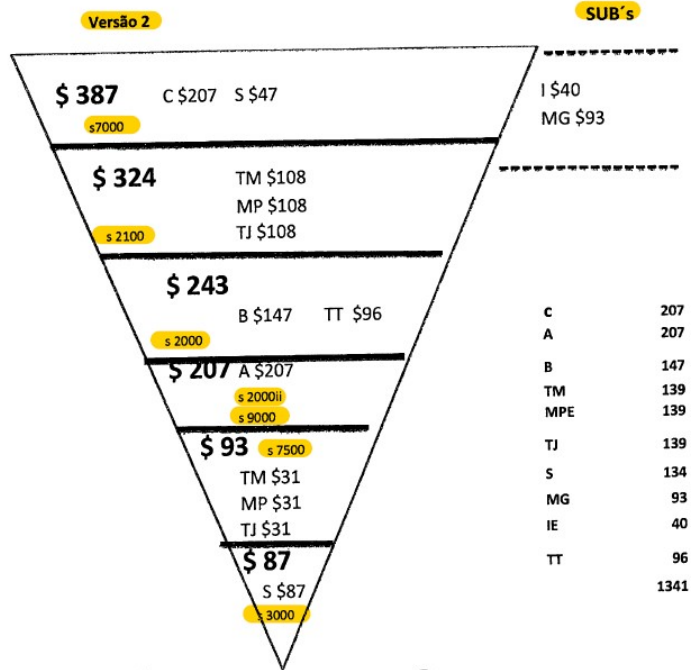 Versão 2
SUB´s
$ 387 C $207 S $47
s7000
I $40
MG $93
$ 324
TM $108
MP $108
TJ $108
s 2100
$ 243
B $147 TT $96
s 2000
$ 207 A $207
s 2000ii
s 9000
$ 93 s 7500
TM $31
MP $31
TJ $31
$ 87
S $87
s 3000
C 207
A 207
B 147
TM 139
MPE 139
TJ 139
S 134
MG 93
IE 40
TT 96
1341